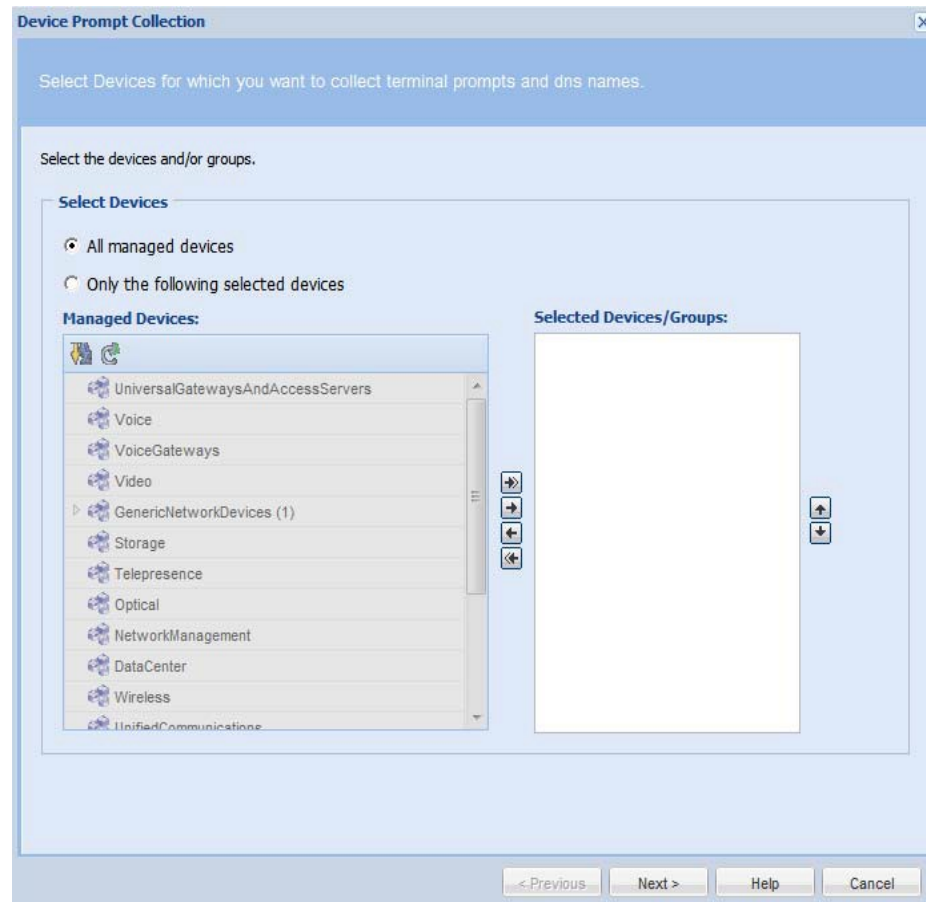 Device Prompt Collection
Select Devices for which you want to collect terminal prompts and dns names.
Select the devices and/or groups.
Select Devices
All managed devices
Only the following selected devices
Managed Devices:
Selected Devices/Groups:
UniversalGatewaysAndAccessServers
Voice
VoiceGateways
Video
GenericNetworkDevices (1)
Storage
Telepresence
Optical
NetworkManagement
DataCenter
Wireless
UnifiedCommunications
< Previous
Next >
Help
Cancel